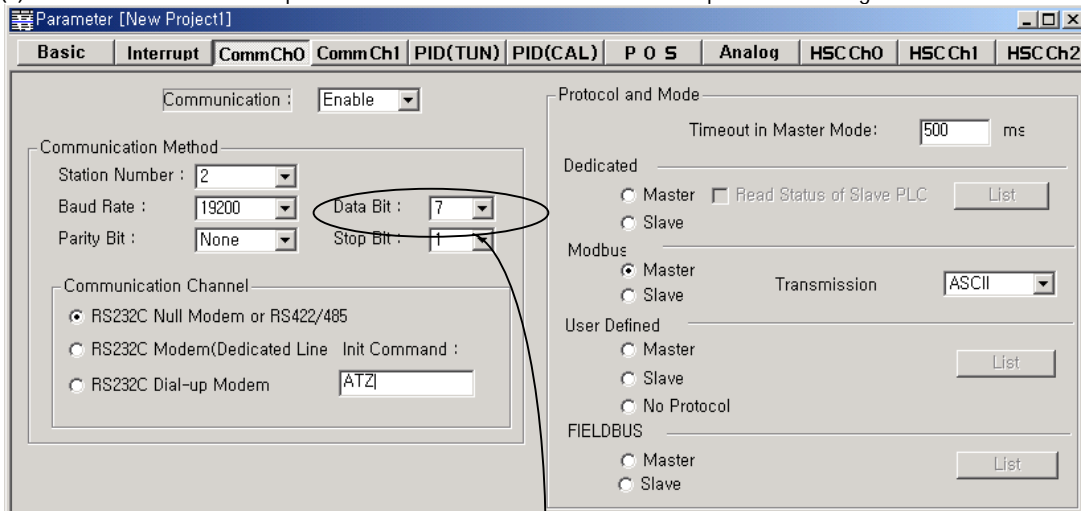 Parameter [New Project1]
Basic Interrupt CommCh0 CommCh1 PID(TUN) PID(CAL) P O S Analog HSCCh0 HSCCh1 HSCCh2
Communication : Enable
Communication Method
Station Number : 2
Baud Rate : 19200 Data Bit : 7
Parity Bit : None Stop Bit : 1
Communication Channel
RS232C Null Modem or RS422/485
RS232C Modem(Dedicated Line Init Command :
RS232C Dial-up Modem ATZ
Protocol and Mode
Timeout in Master Mode: 500 ms
Dedicated
Master Read Status of Slave PLC List
Slave
Modbus
Master
Slave
Transmission ASCII
User Defined
Master
List
Slave
No Protocol
FIELDBUS
Master List
Slave